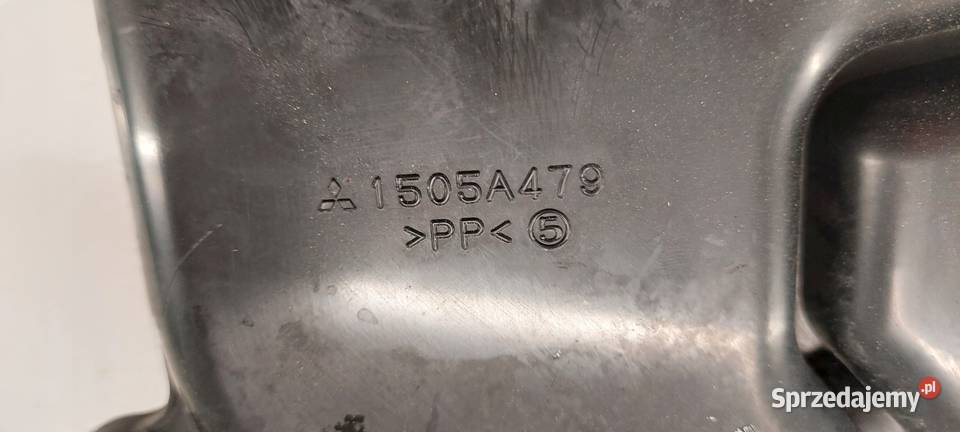 1505A479
>PP< ⑤
Sprzedajemy.pl